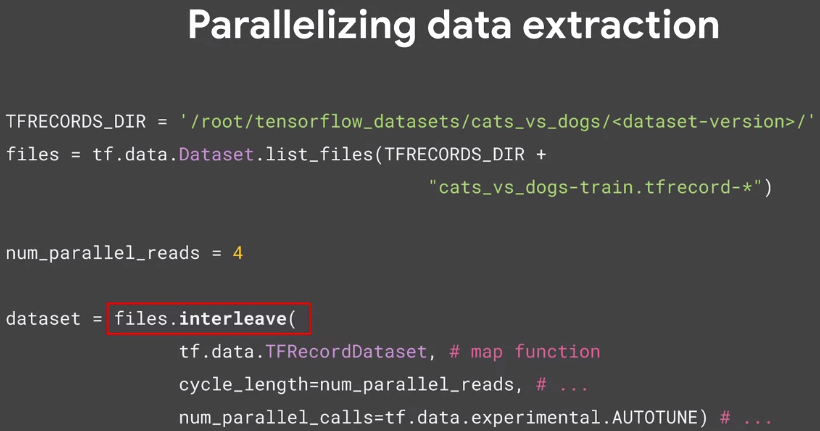 Parallelizing data extraction
TFRECORDS_DIR = '/root/tensorflow_datasets/cats_vs_dogs/<dataset-version>/'
files = tf.data.Dataset.list_files(TFRECORDS_DIR +
"cats_vs_dogs-train.tfrecord-*")
num_parallel_reads = 4
dataset = files.interleave(
tf.data.TFRecordDataset, # map function
cycle_length=num_parallel_reads, # ...
num_parallel_calls=tf.data.experimental.AUTOTUNE) # ...